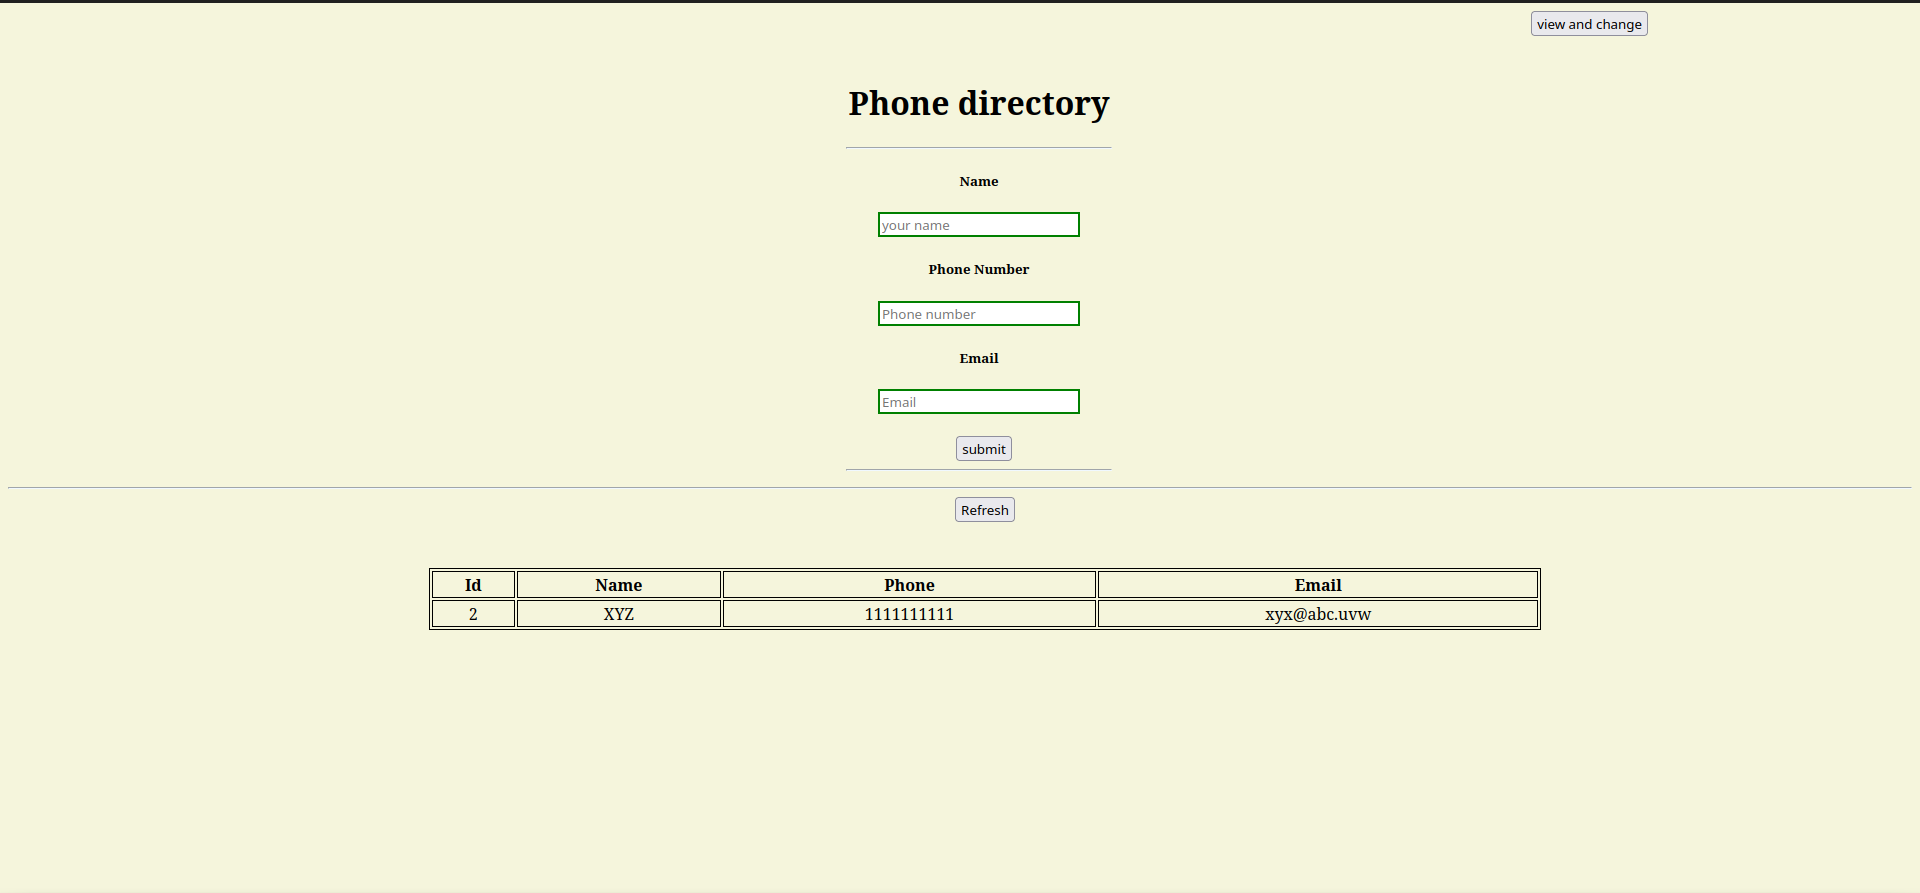 view and change
Phone directory
Name
your name
Phone Number
Phone number
Email
Email
submit
Refresh
Id Name Phone Email
2 XYZ 1111111111 xyx@abc.uvw